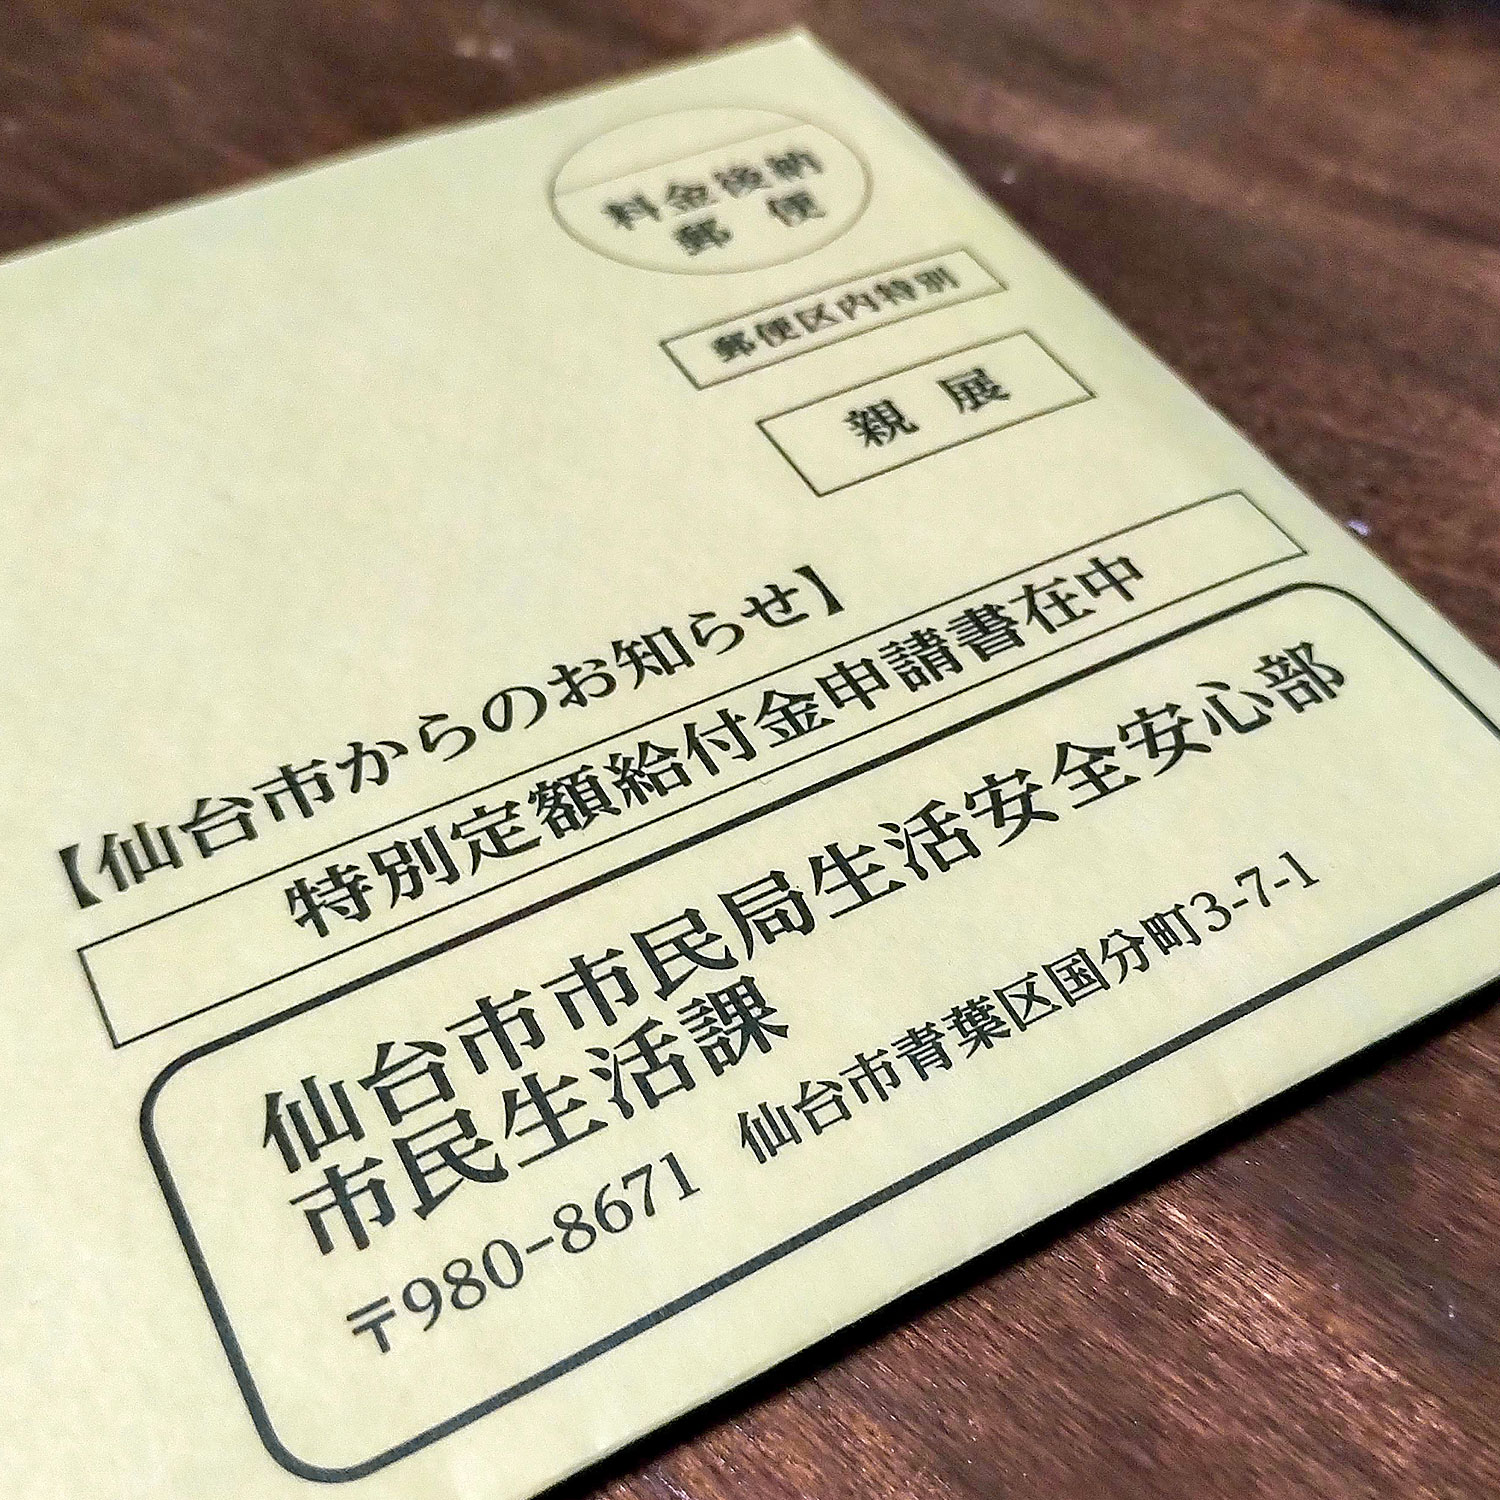 料金後納
郵便
郵便区内特別
親展
【仙台市からのお知らせ】
特別定額給付金申請書在中
仙台市市民局生活安全安心部
市民生活課
〒980-8671 仙台市青葉区国分町3-7-1